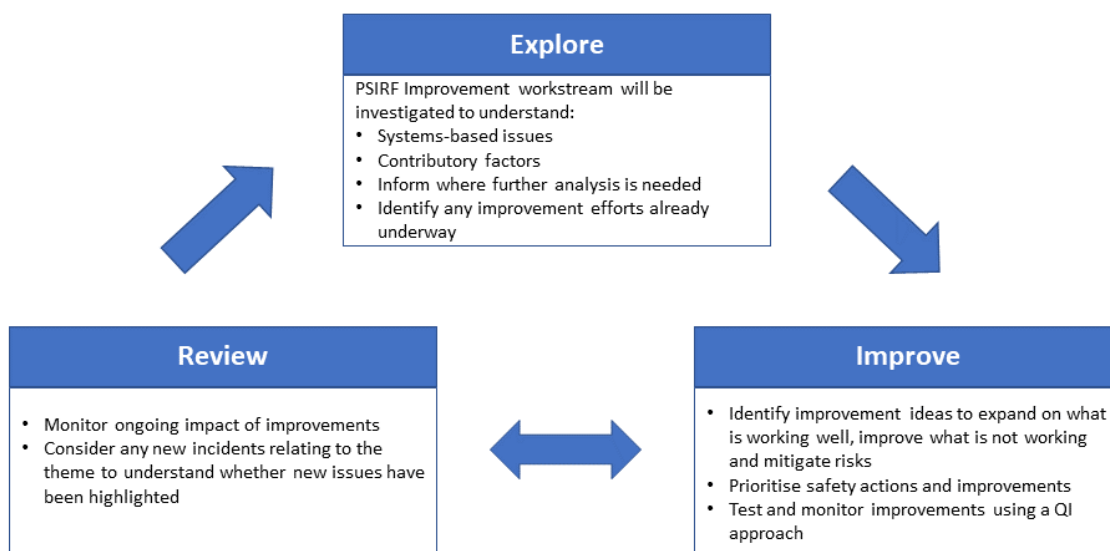 Explore
PSIRF Improvement workstream will be
investigated to understand:
• Systems-based issues
• Contributory factors
• Inform where further analysis is needed
• Identify any improvement efforts already
underway
Review
• Monitor ongoing impact of improvements
• Consider any new incidents relating to the
theme to understand whether new issues have
been highlighted
Improve
• Identify improvement ideas to expand on what
is working well, improve what is not working
and mitigate risks
• Prioritise safety actions and improvements
• Test and monitor improvements using a QI
approach